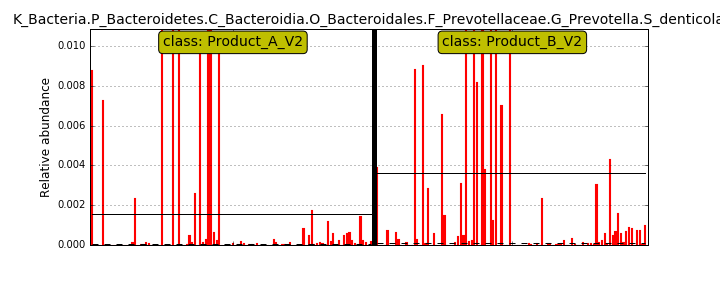 K_Bacteria.P_Bacteroidetes.C_Bacteroidia.O_Bacteroidales.F_Prevotellaceae.G_Prevotella.S_denticola
class: Product_A_V2
class: Product_B_V2
Relative abundance
0.010
0.008
0.006
0.004
0.002
0.000